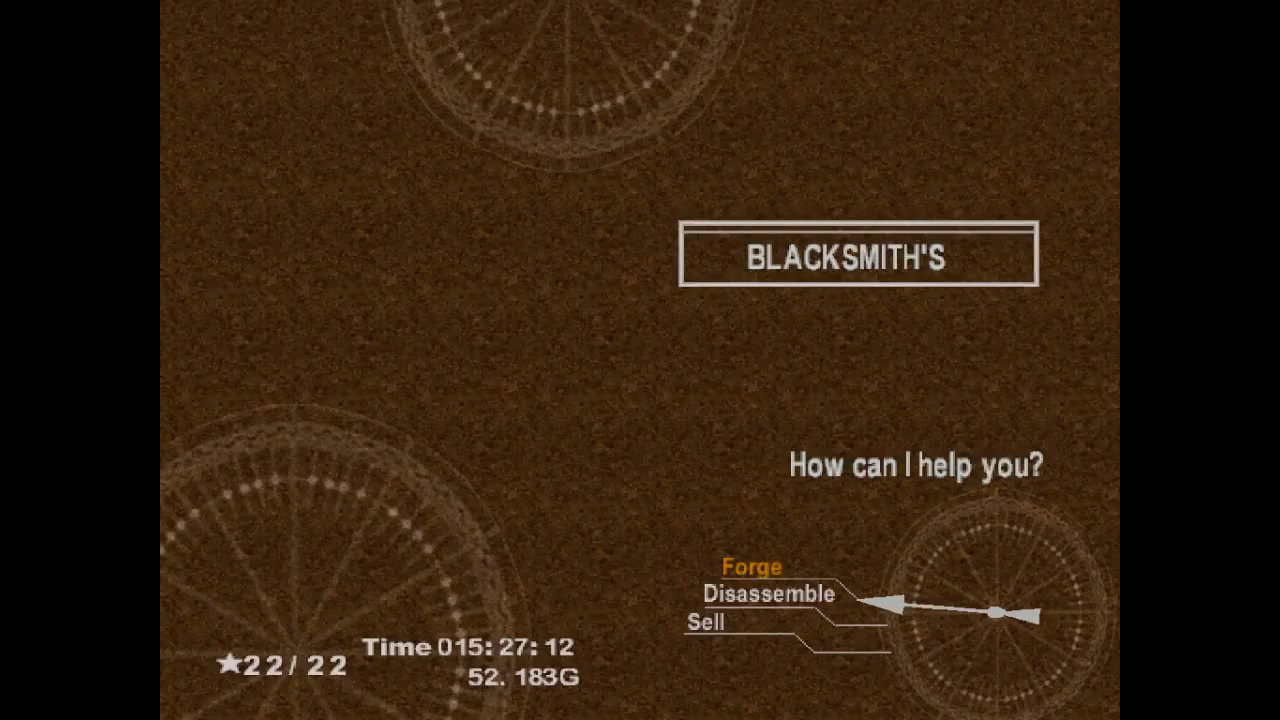 BLACKSMITH'S
How can I help you?
Forge
Disassemble
Sell
Time 015: 27: 12
★22/ 22
52. 183G